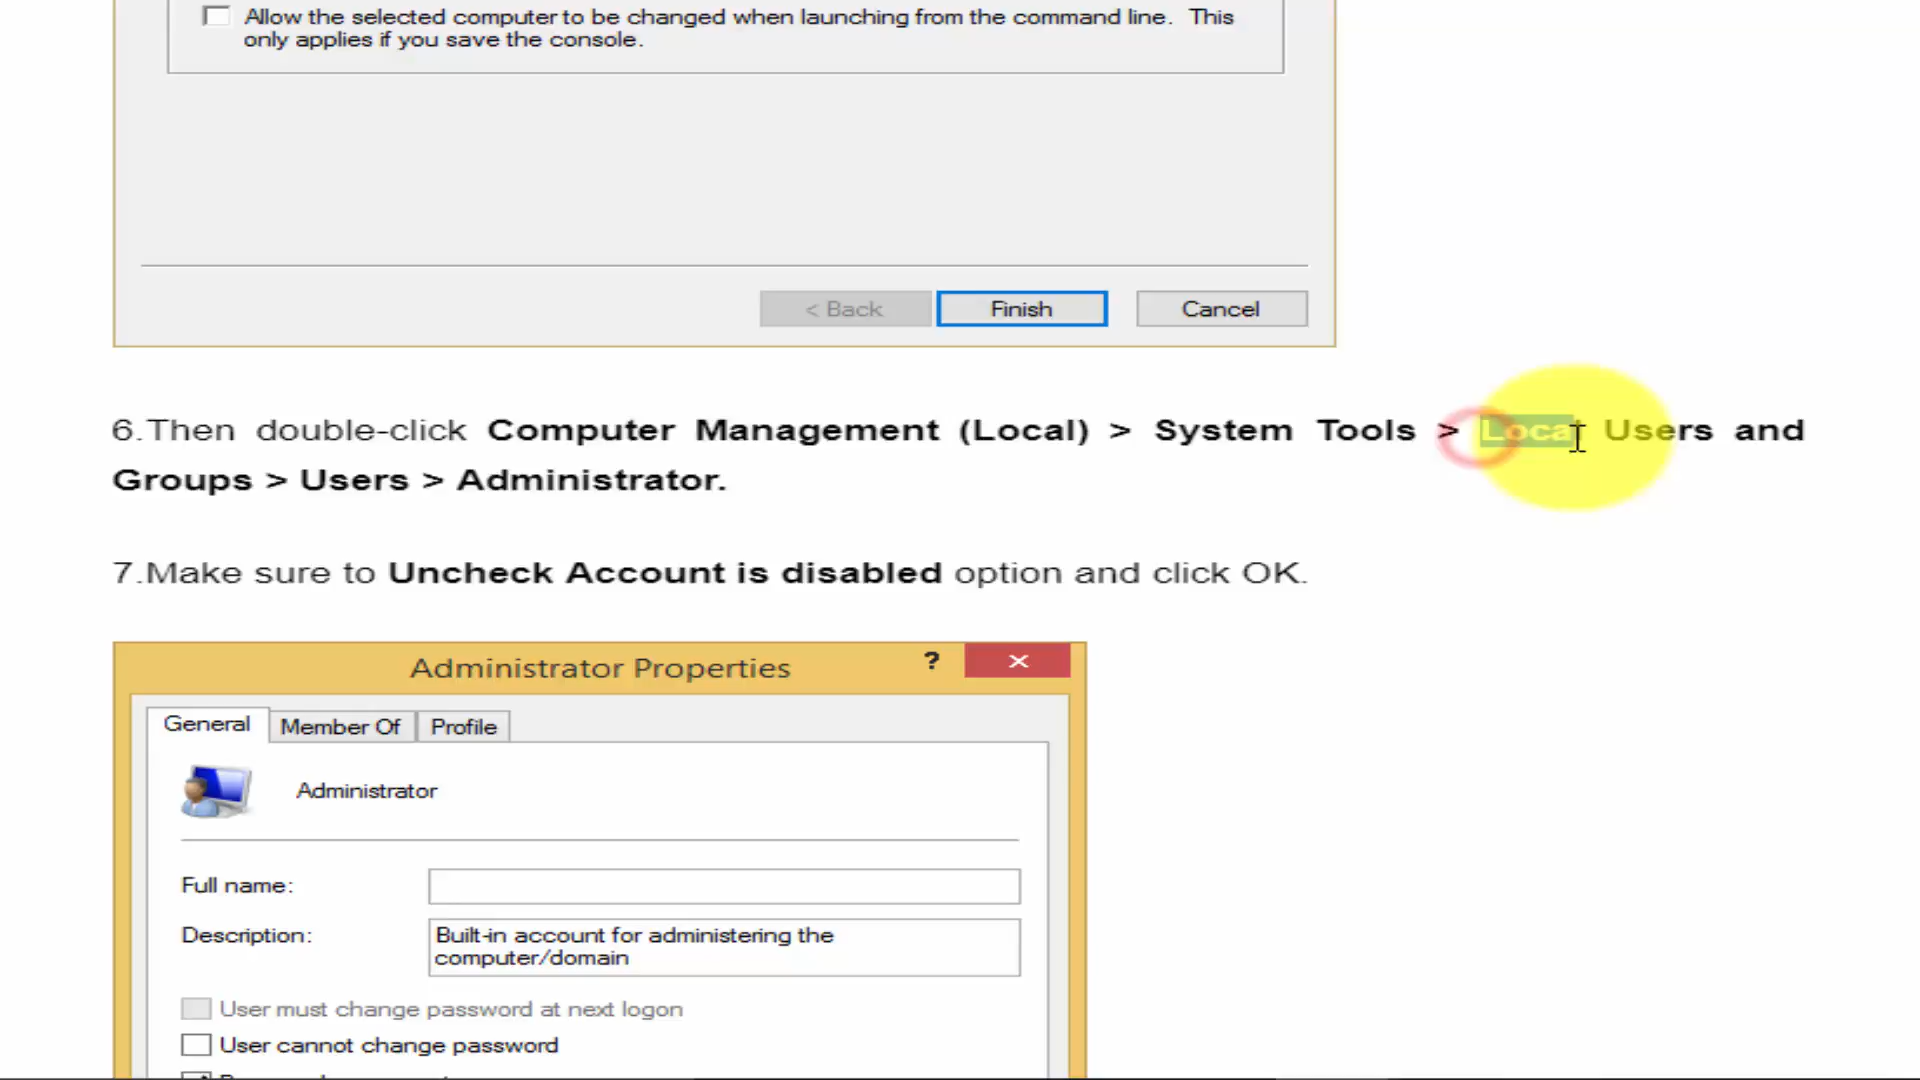 Allow the selected computer to be changed when launching from the command line. This
only applies if you save the console.
< Back
Finish
Cancel
6.Then double-click Computer Management (Local) > System Tools > Local Users and
Groups > Users > Administrator.
7.Make sure to Uncheck Account is disabled option and click OK.
Administrator Properties
?
General
Member Of
Profile
Administrator
Full name:
Description:
Built-in account for administering the
computer/domain
User must change password at next logon
User cannot change password